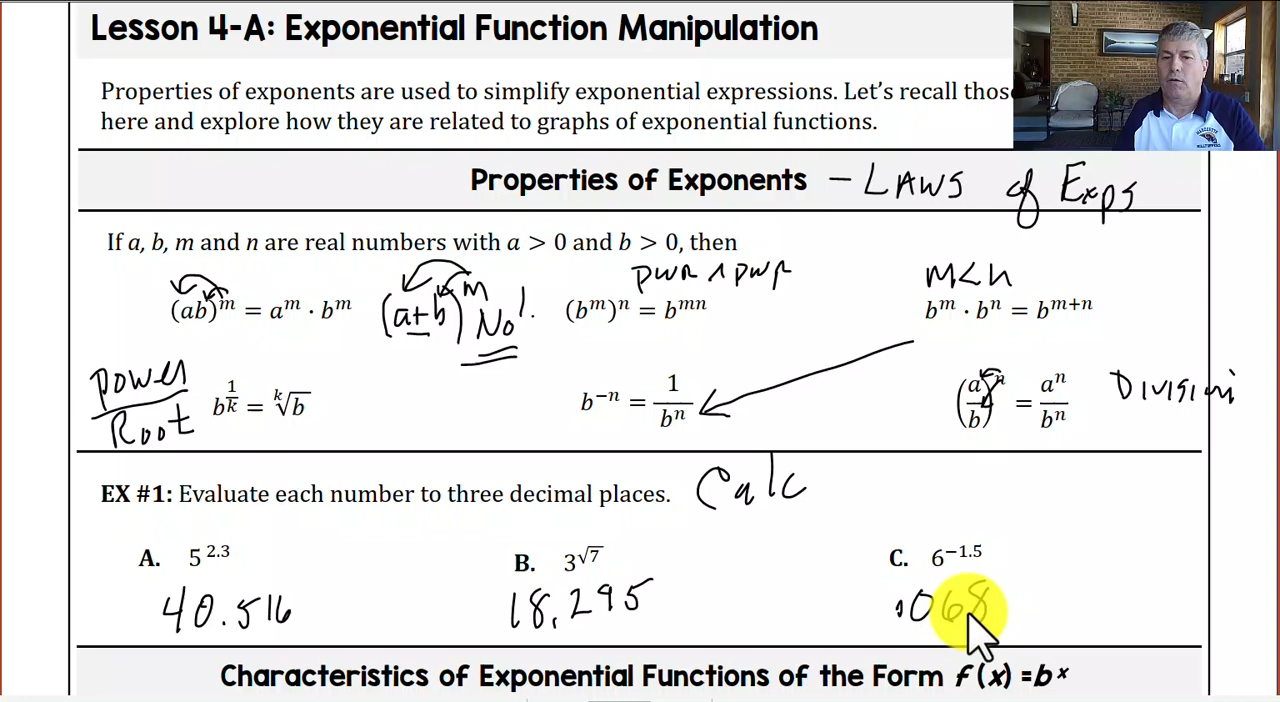 Lesson 4-A: Exponential Function Manipulation
Properties of exponents are used to simplify exponential expressions. Let's recall
here and explore how they are related to graphs of exponential functions.
Properties of Exponents – LAWS of Exps
If a, b, m and n are real numbers with a > 0 and b > 0, then
PWR ∧ PWR m<n
(ab)^m = a^m · b^m (a+b)^m No! (b^m)^n = b^{mn} b^m · b^n = b^{m+n}
Power/Root b^{1/k} = ᵏ√b b^{-n} = 1/b^n (a/b)^n = a^n/b^n Division
EX #1: Evaluate each number to three decimal places. Calc
A. 5^{2.3} B. 3^{√7} C. 6^{-1.5}
40.516 18.295 .068
Characteristics of Exponential Functions of the Form f(x)=b^x